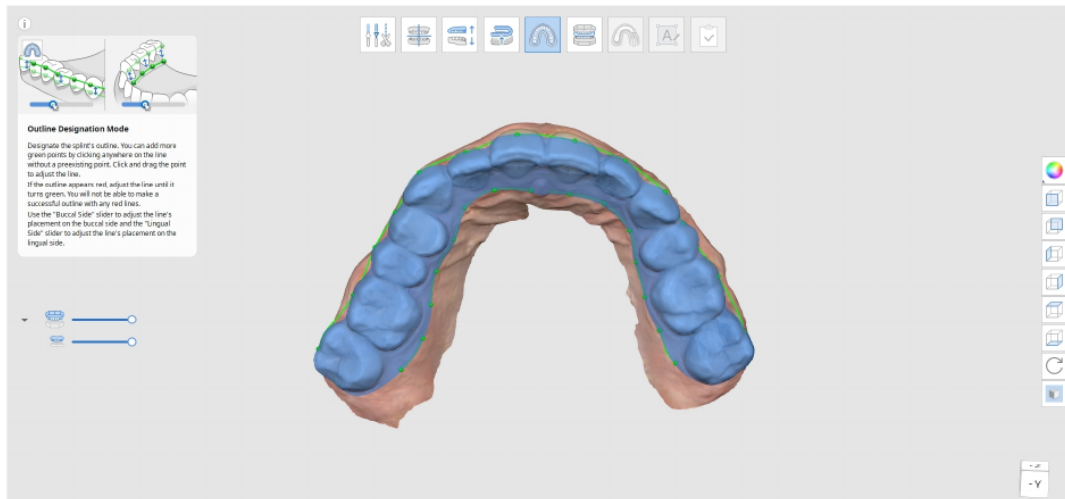 Outline Designation Mode
Designate the splint's outline. You can add more
green points by clicking anywhere on the line
without a preexisting point. Click and drag the point
to adjust the line.
If the outline appears red, adjust the line until it
turns green. You will not be able to make a
successful outline with any red lines.
Use the "Buccal Side" slider to adjust the line's
placement on the buccal side and the "Lingual
Side" slider to adjust the line's placement on the
lingual side.
- Y